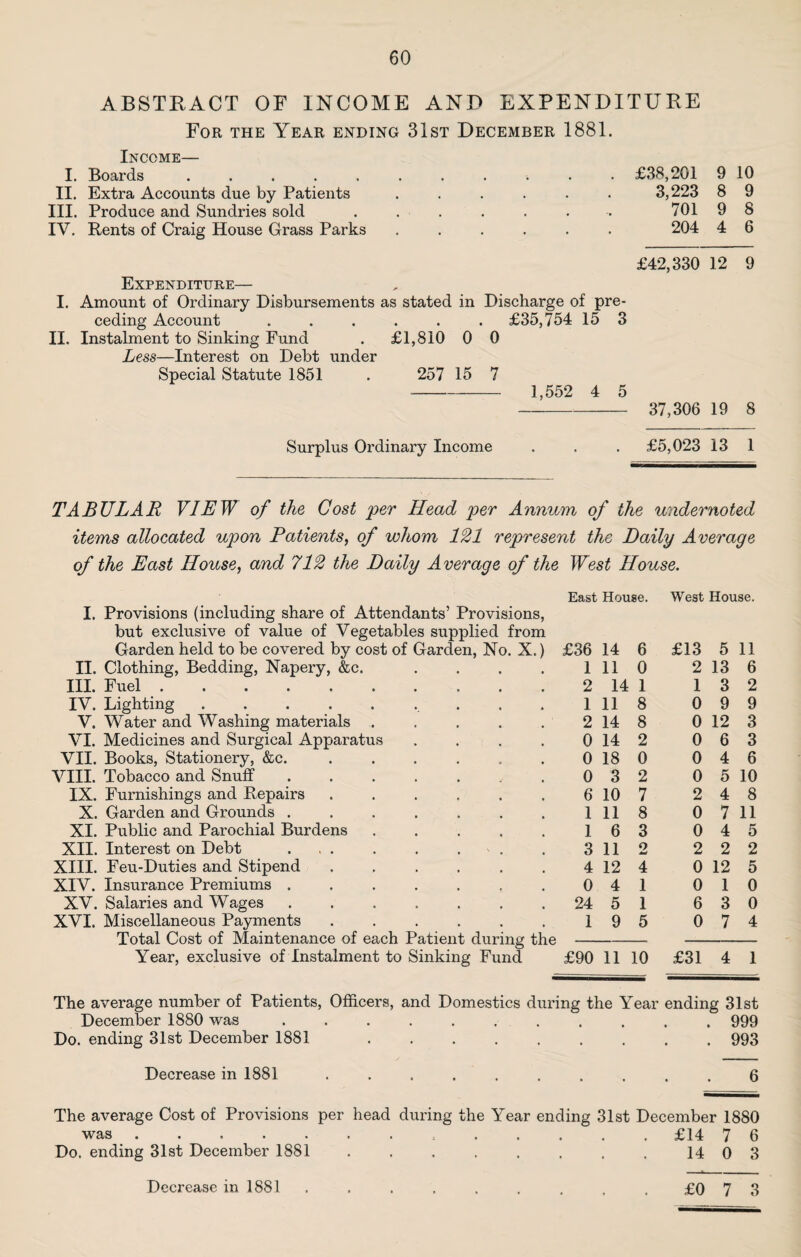 60
ABSTRACT OF INCOME AND EXPENDITURE
For the Year ending 31st December 1881.
Income—
I. Boards . . . . . . . . . . . £38,201 9 10
II. Extra Accounts due by Patients . . . . . . 3,223 8 9
III. Produce and Sundries sold . . . . . . . 701 9 8
IV. Rents of Craig House Grass Parks . . . . . . 204 4 6
£42,330 12 9
Expenditure—
I. Amount of Ordinary Disbursements as stated in Discharge of pre-
ceding Account . . . . . . £35,754 15 3
II. Instalment to Sinking Fund . £1,810 0 0
Less—Interest on Debt under
Special Statute 1851 . 257 15 7
1,552 4 5
37,306 19 8
Surplus Ordinary Income . . . £5,023 13 1
TABULAR VIEW of the Cost per Head per Annum of the undernoted
items allocated upon Patients, of whom 121 represent the Daily Average
of the East House, and 712 the Daily Average of the West House.
East House. West House.
I. Provisions (including share of Attendants' Provisions,
but exclusive of value of Vegetables supplied from
Garden held to be covered by cost of Garden, No. X.) £36 14 6 £13 5 11
II. Clothing, Bedding, Napery, &c. . . . . 1 11 0 2 13 6
III. Fuel . . . . . . . . . . 2 14 1 1 3 2
IV. Lighting . . . . . . . . . 1 11 8 0 9 9
V. Water and Washing materials . . . . . 2 14 8 0 12 3
VI. Medicines and Surgical Apparatus . . . . 0 14 2 0 6 3
VII. Books, Stationery, &c. . . . . . . 0 18 0 0 4 6
VIII. Tobacco and Snuff . . . . . . . 0 3 2 0 5 10
IX. Furnishings and Repairs . . . . . . 6 10 7 2 4 8
X. Garden and Grounds . . . . . . . 1 11 8 0 7 11
XI. Public and Parochial Burdens . . . . . 1 6 3 0 4 5
XII. Interest on Debt . . . . . . . 3 11 2 2 2 2
XIII. Feu-Duties and Stipend . . . . . . 4 12 4 0 12 5
XIV. Insurance Premiums . . . . . . . 0 4 1 0 1 0
XV. Salaries and Wages . . . . . . . 24 5 1 6 3 0
XVI. Miscellaneous Payments . . . . . . 1 9 5 0 7 4
Total Cost of Maintenance of each Patient during the
Year, exclusive of Instalment to Sinking Fund £90 11 10 £31 4 1
The average number of Patients, Officers, and Domestics during the Year ending 31st
December 1880 was . . . . . . . . . . . 999
Do. ending 31st December 1881 . . . . . . . . . 993
Decrease in 1881 . . . . . . . . . . 6
The average Cost of Provisions per head during the Year ending 31st December 1880
was . . . . . . . . . . . . . £14 7 6
Do. ending 31st December 1881 . . . . . . . . 14 0 3
Decrease in 1881 . . . . . . . . . £0 7 3